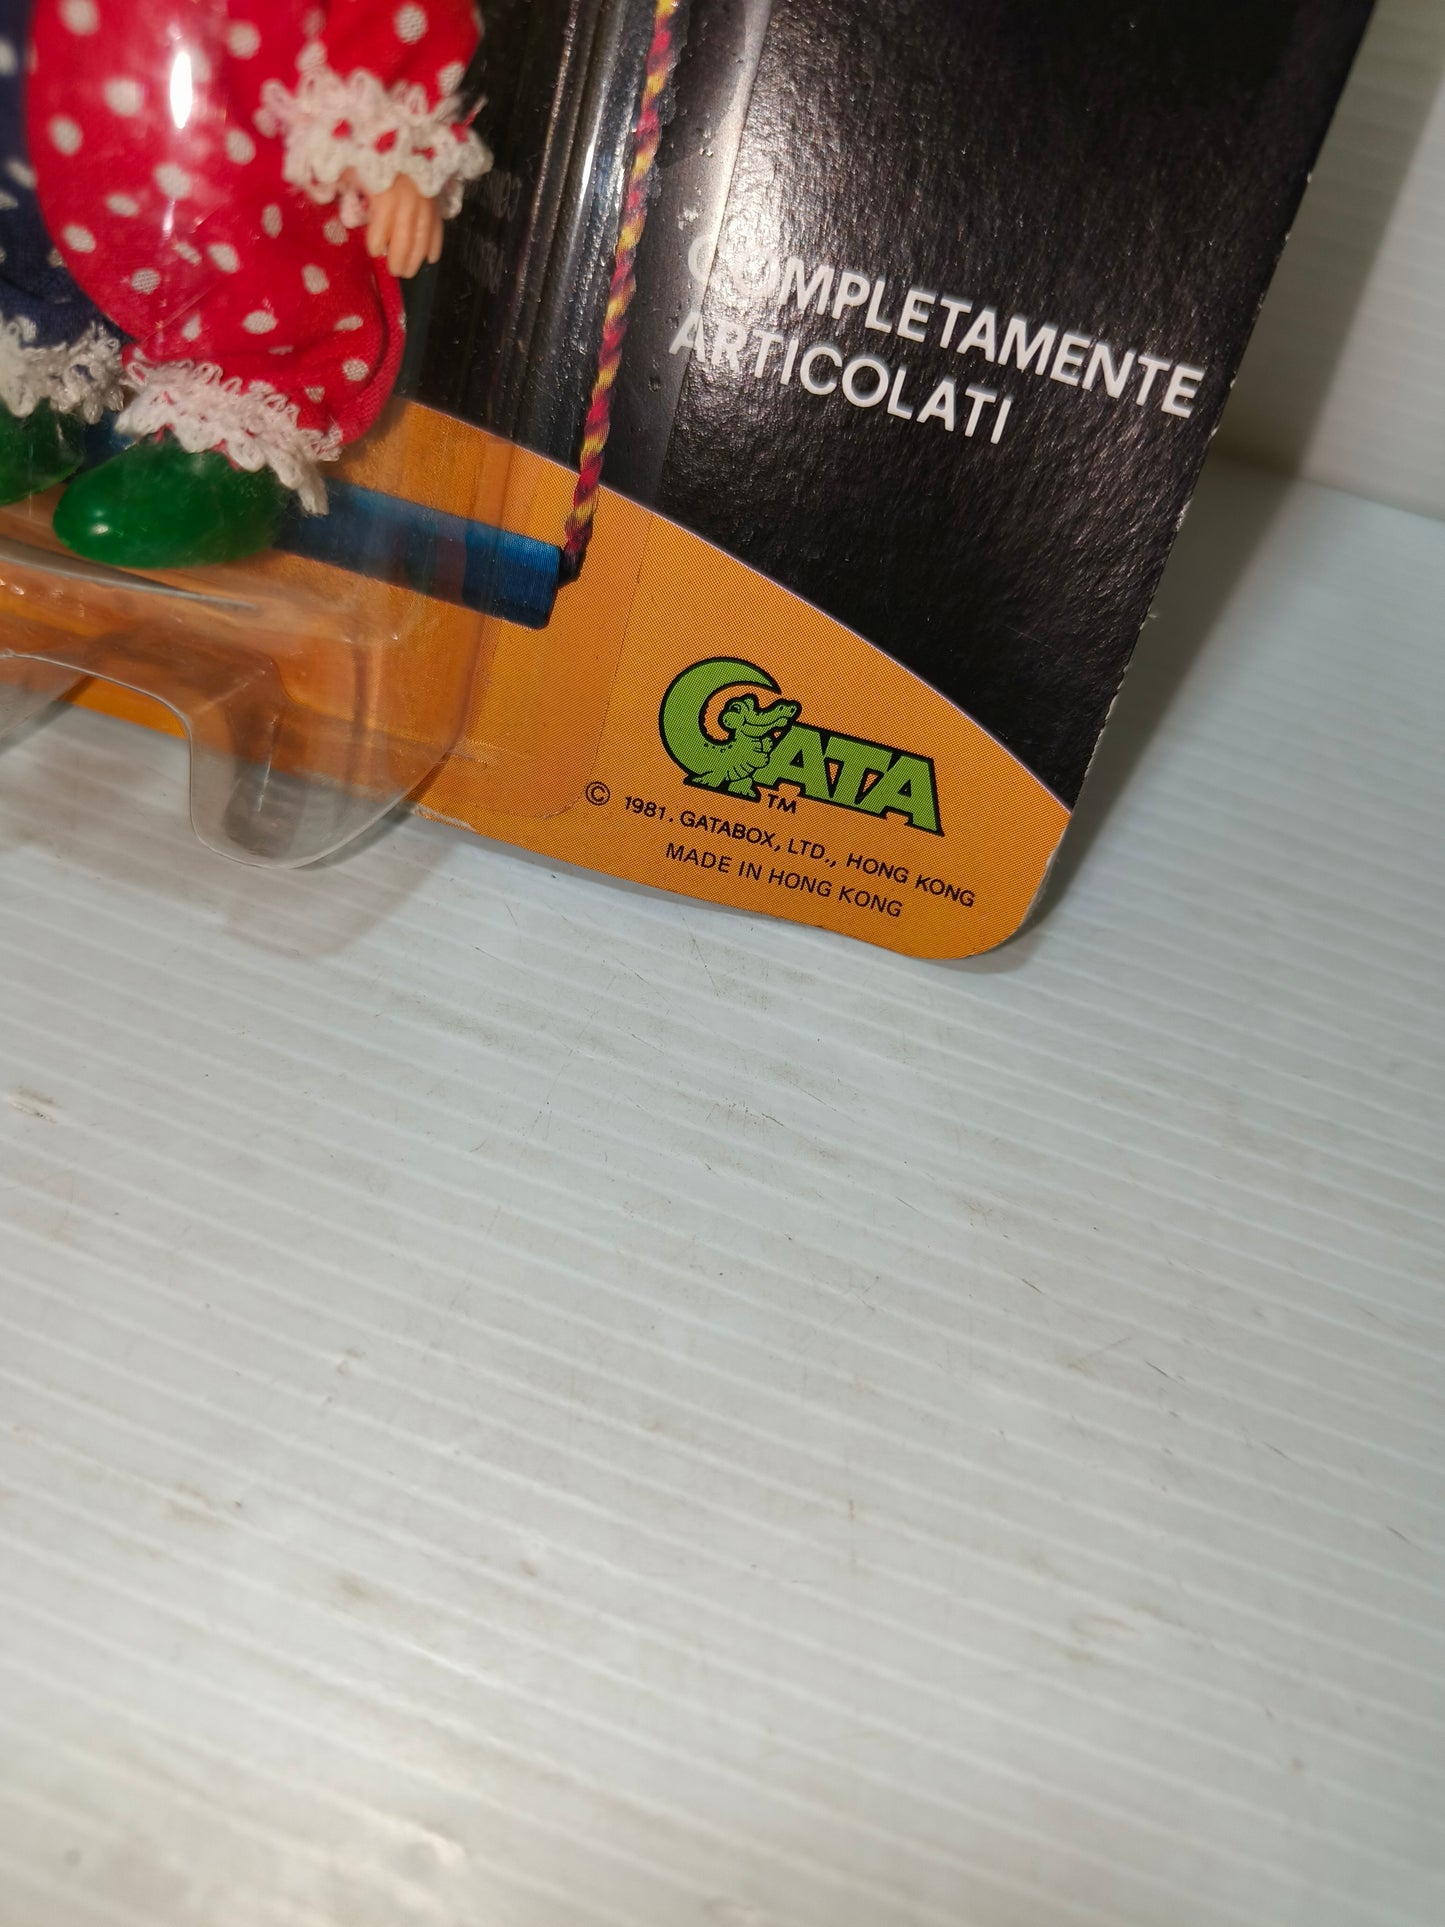 COMPLETAMENTE
ARTICOLATI
GATA
TM
© 1981. GATABOX, LTD., HONG KONG
MADE IN HONG KONG